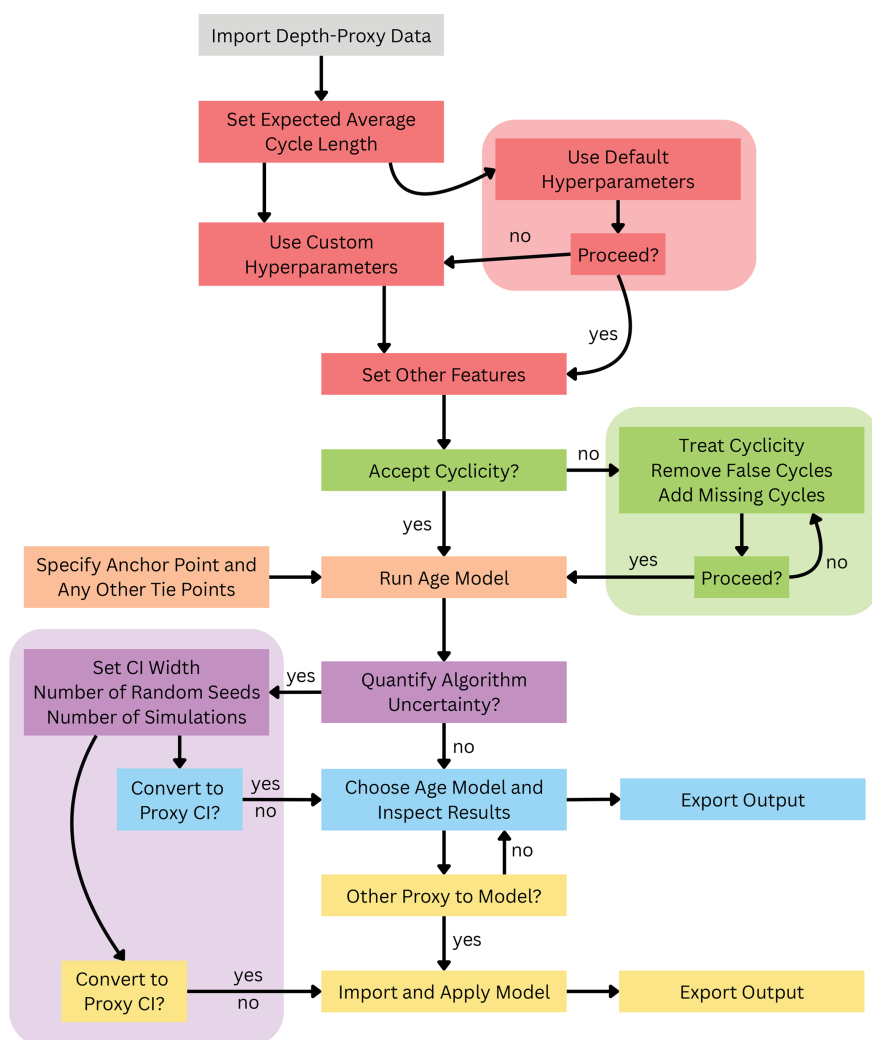 Import Depth-Proxy Data
Set Expected Average
Cycle Length
Use Default
Hyperparameters
Use Custom
Hyperparameters
no
Proceed?
yes
Set Other Features
Accept Cyclicity?
no
Treat Cyclicity
Remove False Cycles
Add Missing Cycles
yes
Specify Anchor Point and
Any Other Tie Points
Run Age Model
yes
Proceed?
no
Set CI Width
Number of Random Seeds
Number of Simulations
yes
Quantify Algorithm
Uncertainty?
no
Convert to
Proxy CI?
yes
no
Choose Age Model and
Inspect Results
Export Output
no
Other Proxy to Model?
yes
Convert to
Proxy CI?
yes
no
Import and Apply Model
Export Output